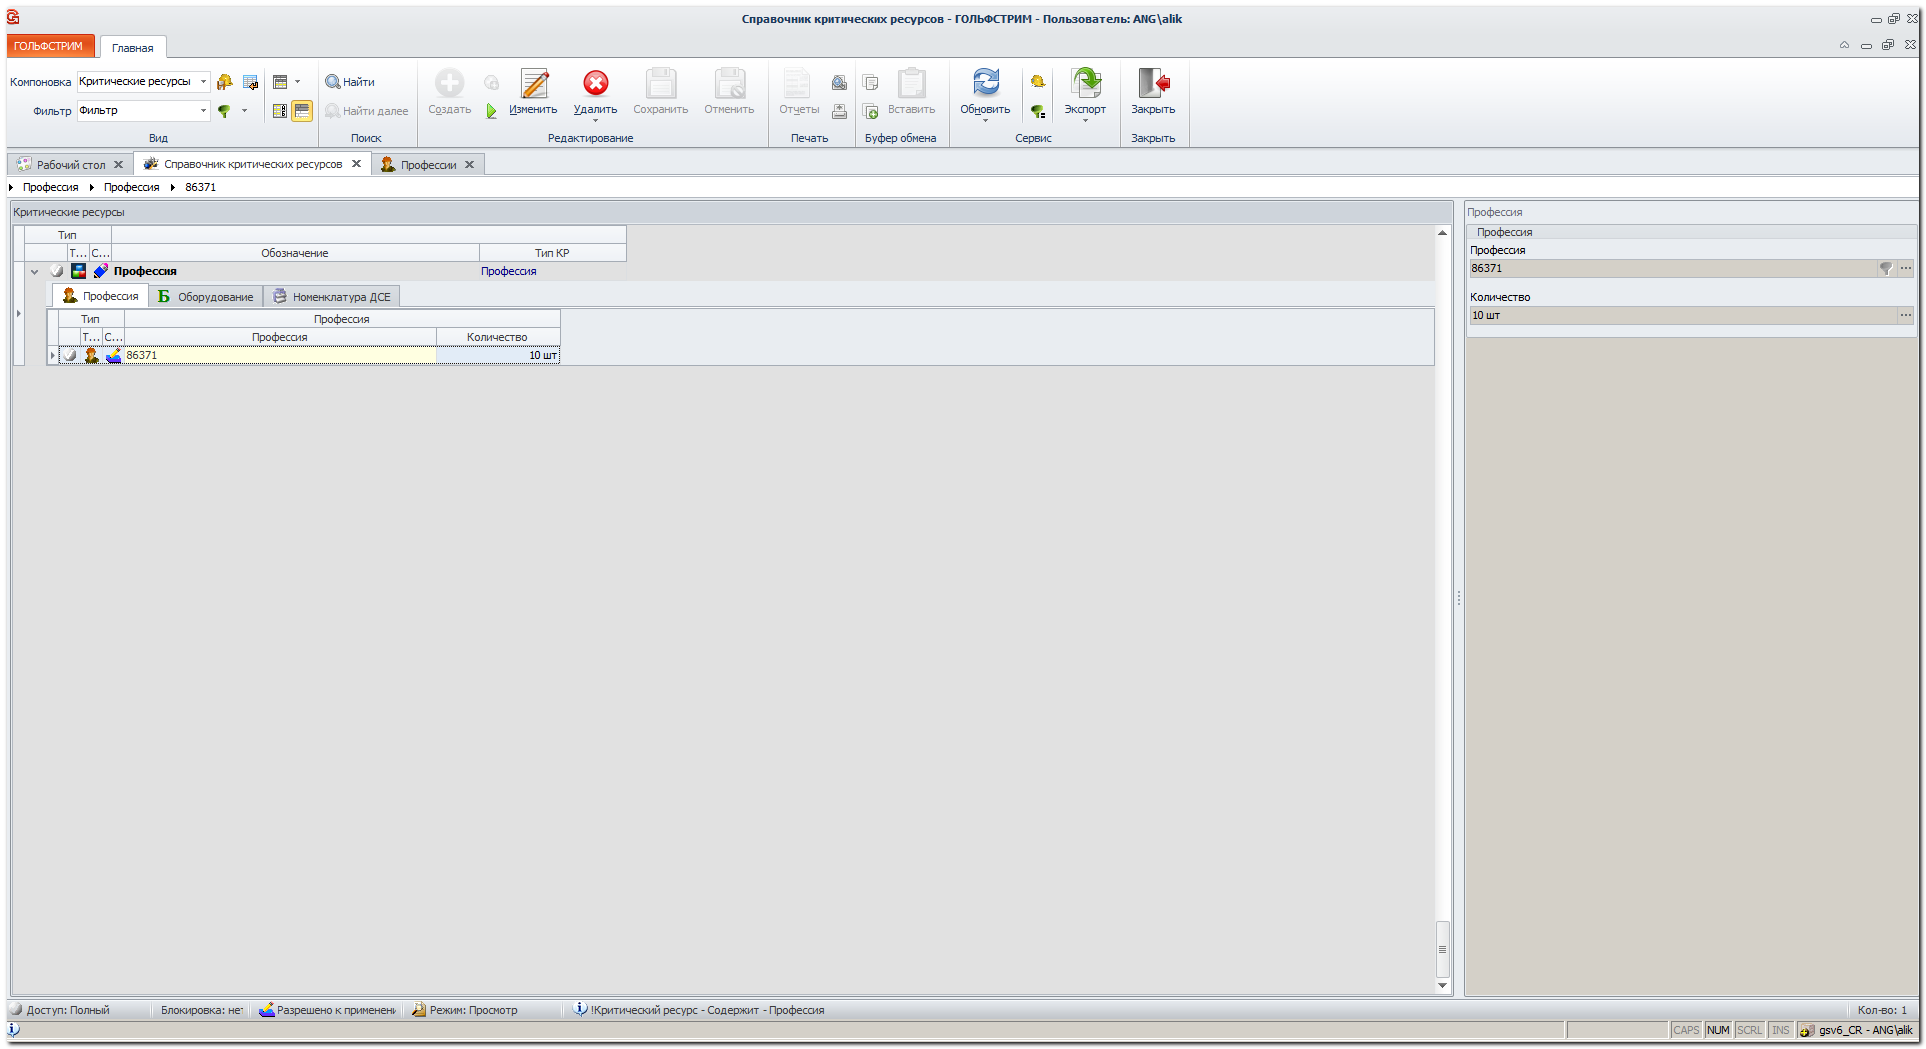 Справочник критических ресурсов - ГОЛЬФСТРИМ - Пользователь: ANG\alik
ГОЛЬФСТРИМ Главная
Компоновка Критические ресурсы
Фильтр Фильтр
Вид
Найти
Найти далее
Поиск
Создать Изменить Удалить Сохранить Отменить
Редактирование
Отчеты
Печать
Вставить
Буфер обмена
Обновить Экспорт
Сервис
Закрыть
Закрыть
Рабочий стол Справочник критических ресурсов Профессии
Профессия Профессия 86371
Критические ресурсы
Тип
Т... С... Обозначение Тип КР
Профессия Профессия
Профессия Б Оборудование Номенклатура ДСЕ
Тип Профессия
Т... С... Профессия Количество
86371 10 шт
Профессия
Профессия
Профессия
86371 ...
Количество
10 шт ...
Доступ: Полный Блокировка: нет Разрешено к применени Режим: Просмотр !Критический ресурс - Содержит - Профессия Кол-во: 1
CAPS NUM SCRL INS gsv6_CR - ANG\alik